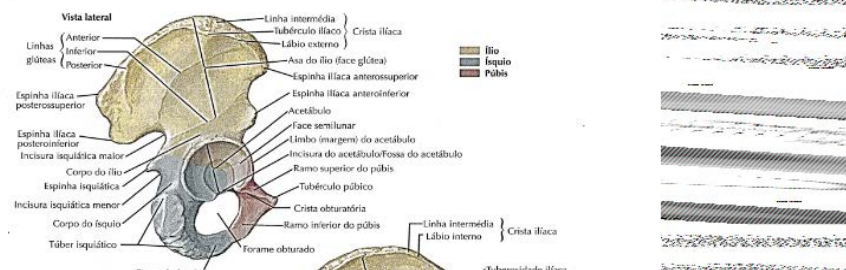 Vista lateral
Linha intermédia
Tubérculo ilíaco
Lábio externo
Crista ilíaca
Linhas glúteas
Anterior
Inferior
Posterior
Asa do ílio (face glútea)
Espinha ilíaca anterossuperior
Espinha ilíaca anteroinferior
Acetábulo
Face semilunar
Limbo (margem) do acetábulo
Incisura do acetábulo/Fossa do acetábulo
Ramo superior do púbis
Tubérculo púbico
Crista obturatória
Ramo inferior do púbis
Forame obturado
Espinha ilíaca
posterossuperior
Espinha ilíaca
posteroinferior
Incisura isquiática maior
Corpo do ílio
Espinha isquiática
Incisura isquiática menor
Corpo do ísquio
Túber isquiático
Ílio
Ísquio
Púbis
Linha intermédia
Lábio interno
Crista ilíaca